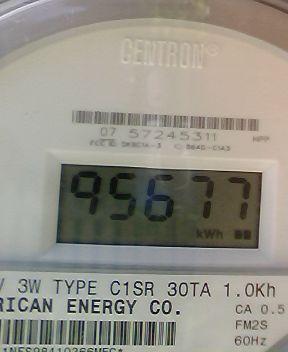 CENTRON®
07 57245311
HPP
95677
kWh
V 3W TYPE C1SR 30TA 1.0Kh
RICAN ENERGY CO.
CA 0.5
FM2S
60Hz